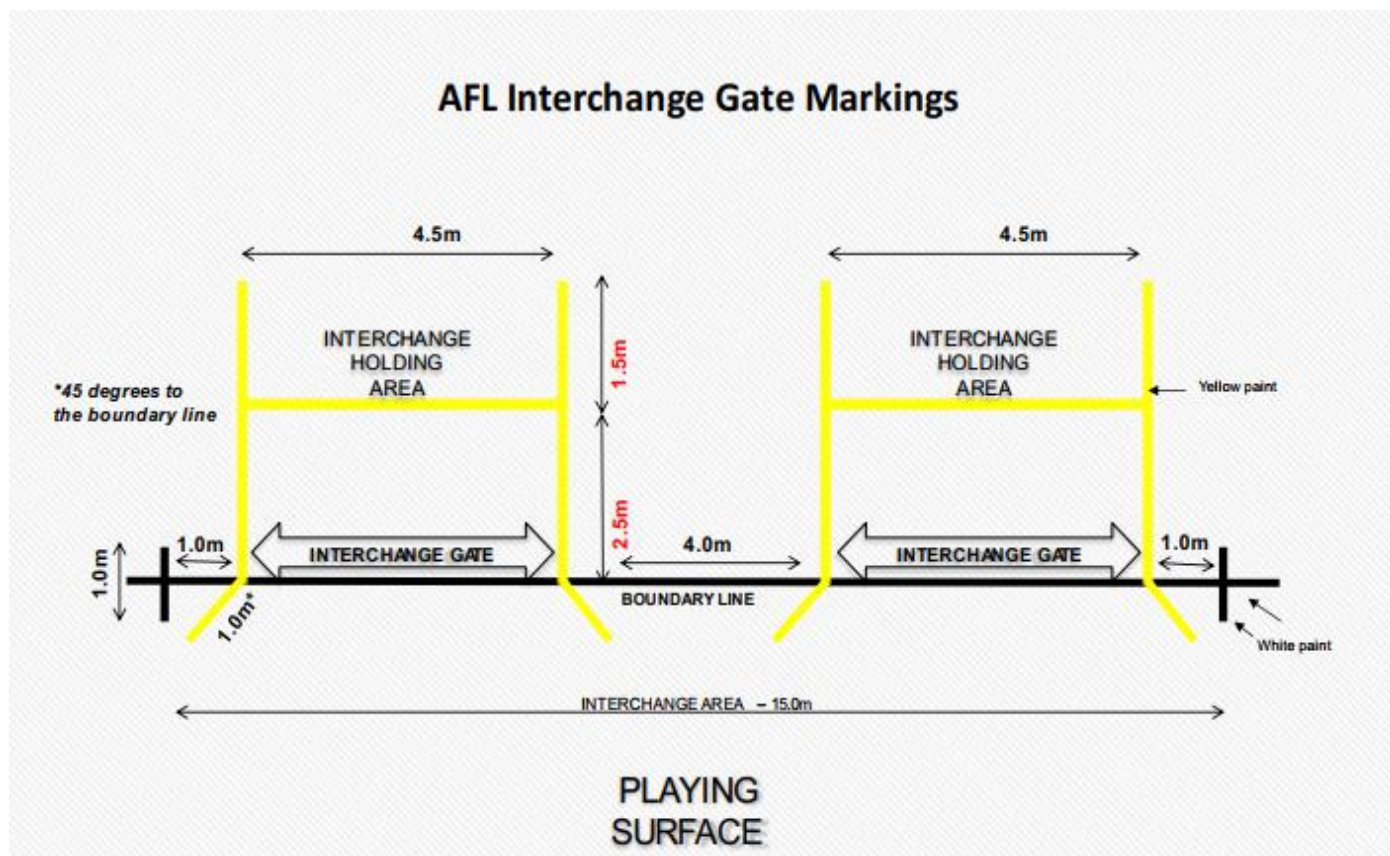 AFL Interchange Gate Markings
4.5m
4.5m
INTERCHANGE
HOLDING
AREA
1.5m
INTERCHANGE
HOLDING
AREA
Yellow paint
*45 degrees to
the boundary line
1.0m
1.0m
INTERCHANGE GATE
2.5m
4.0m
INTERCHANGE GATE
1.0m
1.0m*
BOUNDARY LINE
White paint
INTERCHANGE AREA – 15.0m
PLAYING
SURFACE